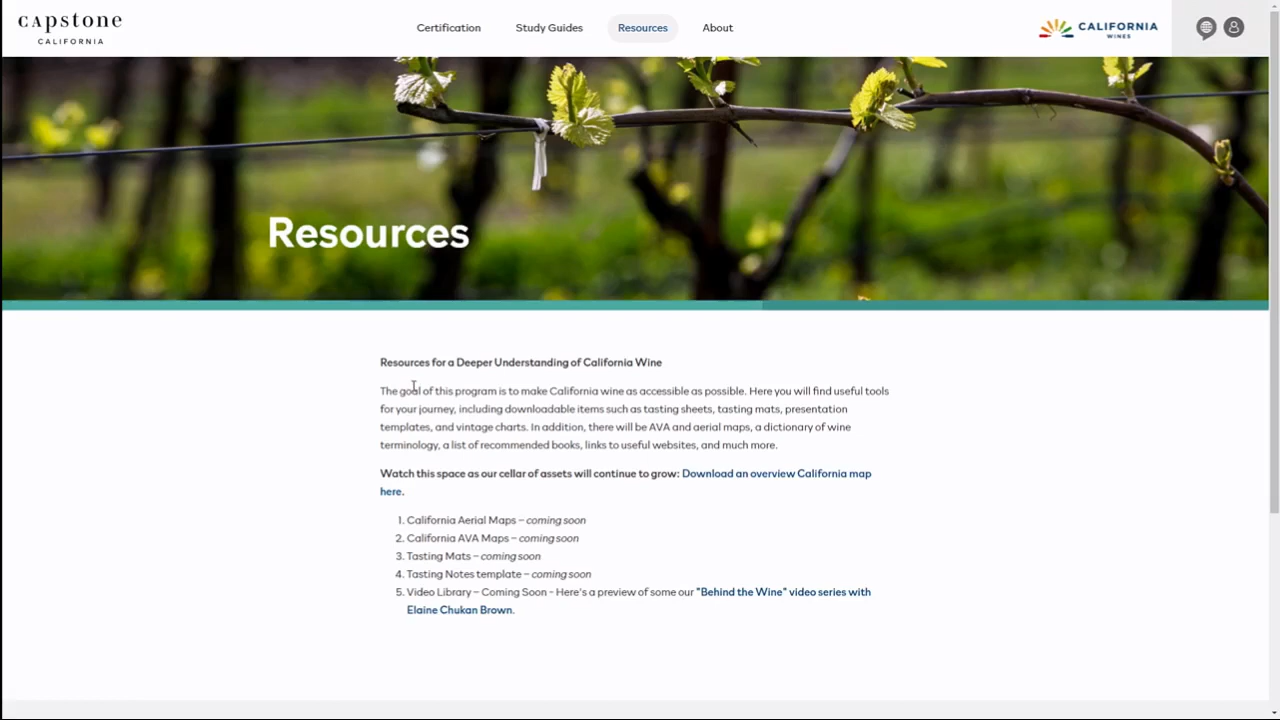 capstone
CALIFORNIA
Certification
Study Guides
Resources
About
CALIFORNIA
WINES
Resources
Resources for a Deeper Understanding of California Wine
The goal of this program is to make California wine as accessible as possible. Here you will find useful tools
for your journey, including downloadable items such as tasting sheets, tasting mats, presentation
templates, and vintage charts. In addition, there will be AVA and aerial maps, a dictionary of wine
terminology, a list of recommended books, links to useful websites, and much more.
Watch this space as our cellar of assets will continue to grow: Download an overview California map
here.
1. California Aerial Maps – coming soon
2. California AVA Maps – coming soon
3. Tasting Mats – coming soon
4. Tasting Notes template – coming soon
5. Video Library – Coming Soon - Here's a preview of some our "Behind the Wine" video series with
Elaine Chukan Brown.